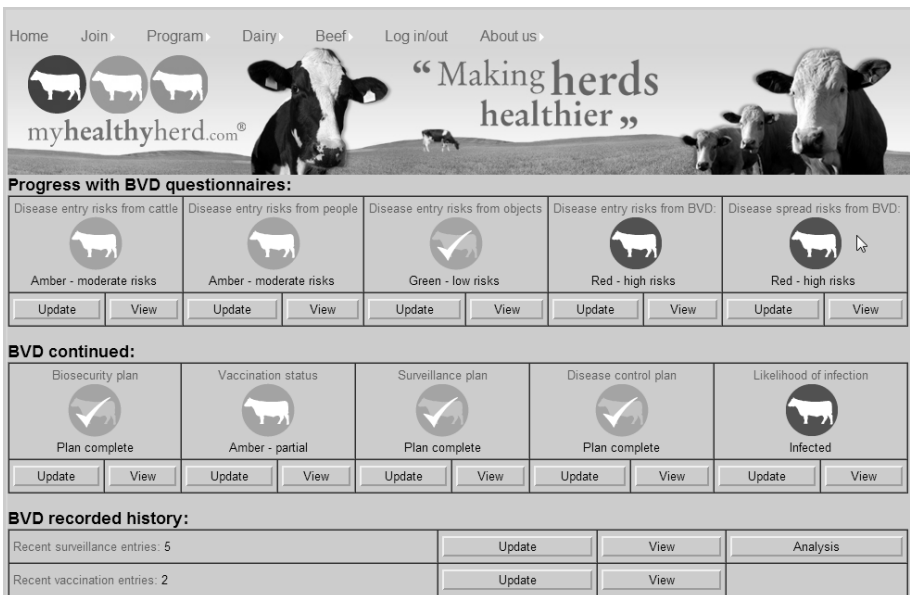 Home Join Program Dairy Beef Log in/out About us
“Making herds
healthier „
myhealthyherd.com®
Progress with BVD questionnaires:
Disease entry risks from cattle Disease entry risks from people Disease entry risks from objects Disease entry risks from BVD: Disease spread risks from BVD:
Amber - moderate risks Amber - moderate risks Green - low risks Red - high risks Red - high risks
Update View Update View Update View Update View Update View
BVD continued:
Biosecurity plan Vaccination status Surveillance plan Disease control plan Likelihood of infection
Plan complete Amber - partial Plan complete Plan complete Infected
Update View Update View Update View Update View Update View
BVD recorded history:
Recent surveillance entries: 5 Update View Analysis
Recent vaccination entries: 2 Update View